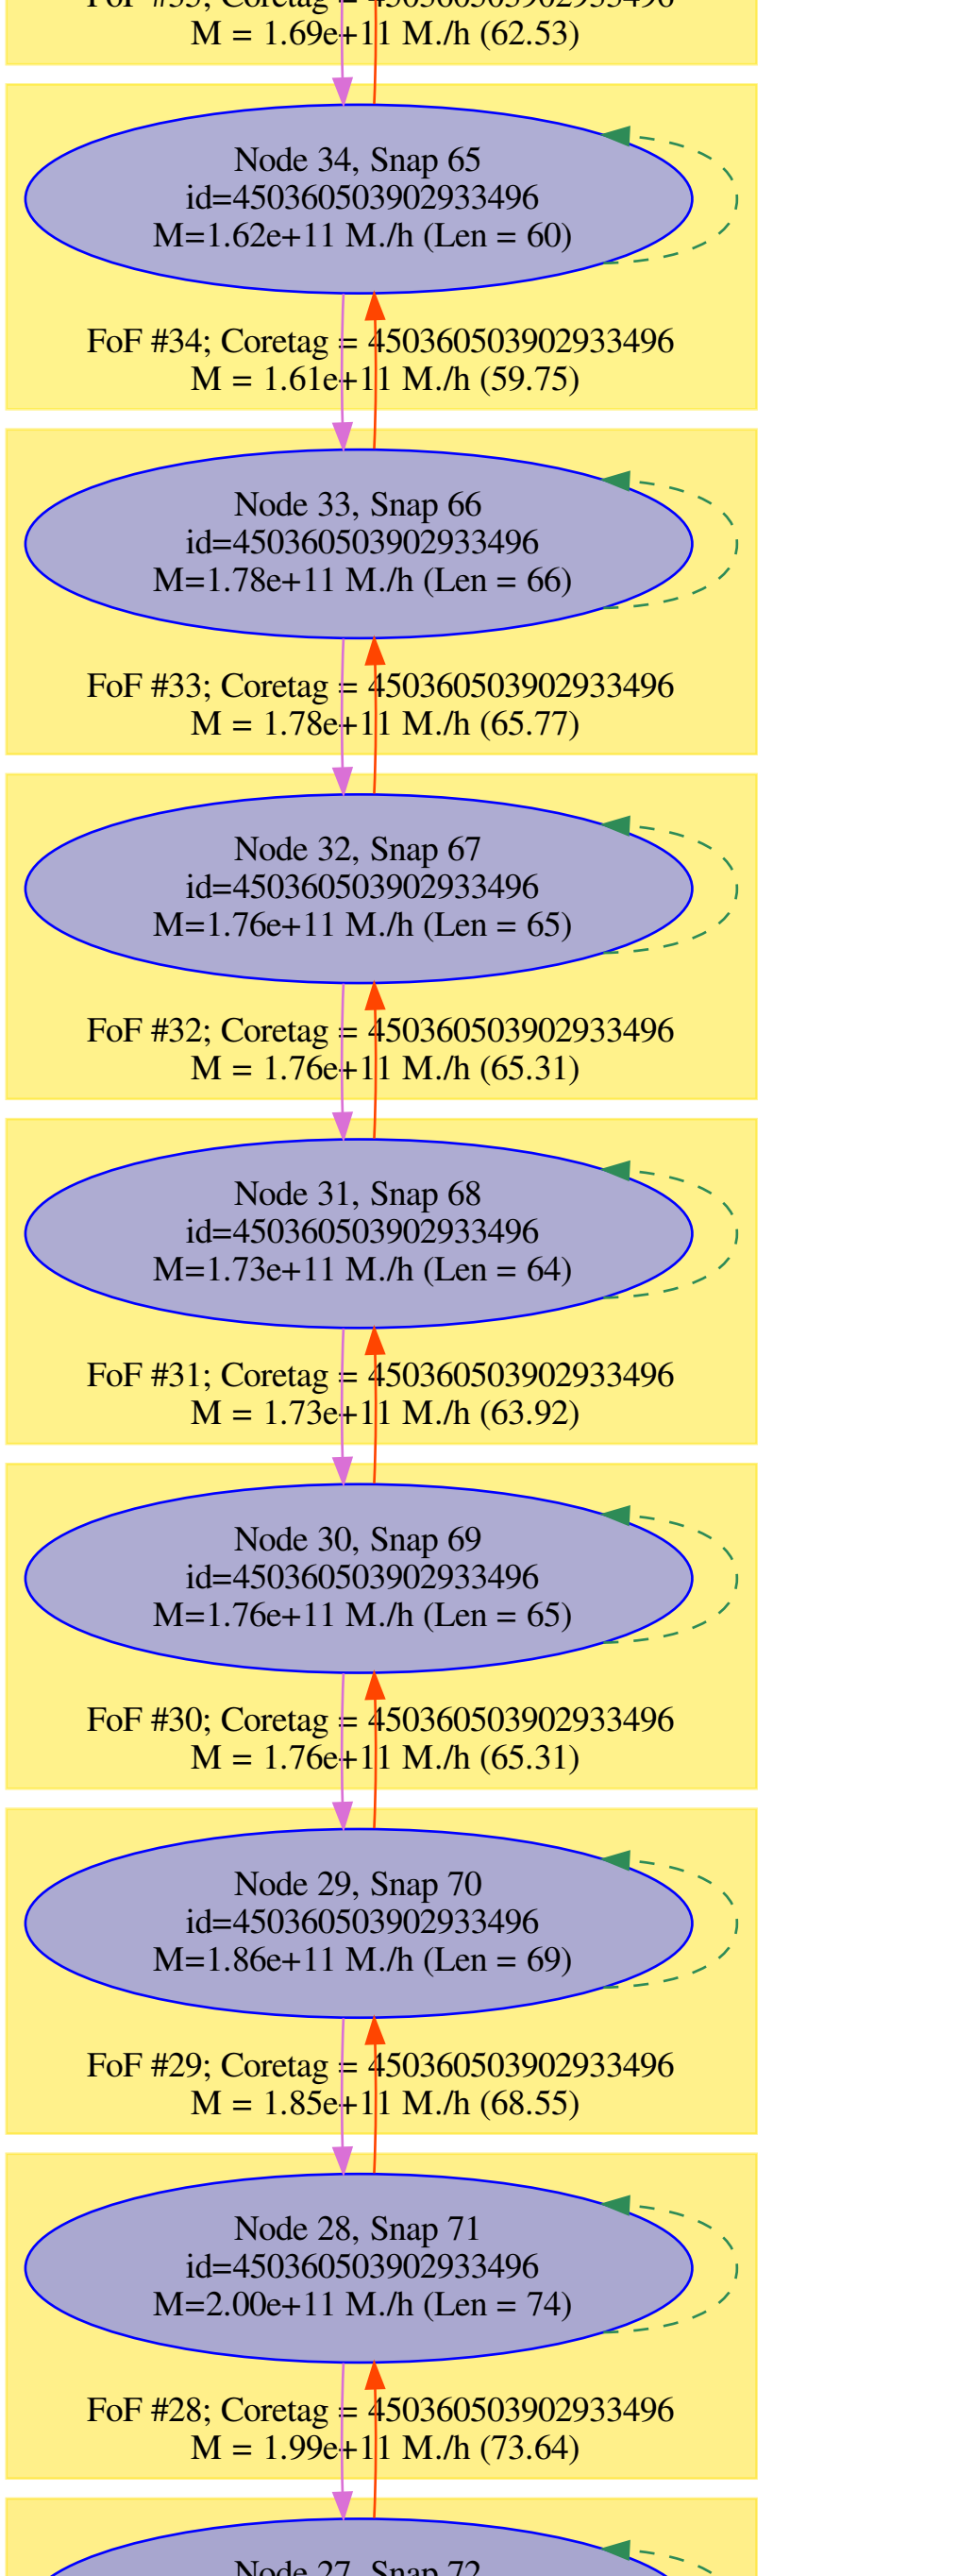 FoF #35; Coretag = 450360503902933496
M = 1.69e+11 M./h (62.53)
Node 34, Snap 65
id=450360503902933496
M=1.62e+11 M./h (Len = 60)
FoF #34; Coretag = 450360503902933496
M = 1.61e+11 M./h (59.75)
Node 33, Snap 66
id=450360503902933496
M=1.78e+11 M./h (Len = 66)
FoF #33; Coretag = 450360503902933496
M = 1.78e+11 M./h (65.77)
Node 32, Snap 67
id=450360503902933496
M=1.76e+11 M./h (Len = 65)
FoF #32; Coretag = 450360503902933496
M = 1.76e+11 M./h (65.31)
Node 31, Snap 68
id=450360503902933496
M=1.73e+11 M./h (Len = 64)
FoF #31; Coretag = 450360503902933496
M = 1.73e+11 M./h (63.92)
Node 30, Snap 69
id=450360503902933496
M=1.76e+11 M./h (Len = 65)
FoF #30; Coretag = 450360503902933496
M = 1.76e+11 M./h (65.31)
Node 29, Snap 70
id=450360503902933496
M=1.86e+11 M./h (Len = 69)
FoF #29; Coretag = 450360503902933496
M = 1.85e+11 M./h (68.55)
Node 28, Snap 71
id=450360503902933496
M=2.00e+11 M./h (Len = 74)
FoF #28; Coretag = 450360503902933496
M = 1.99e+11 M./h (73.64)
Node 27, Snap 72